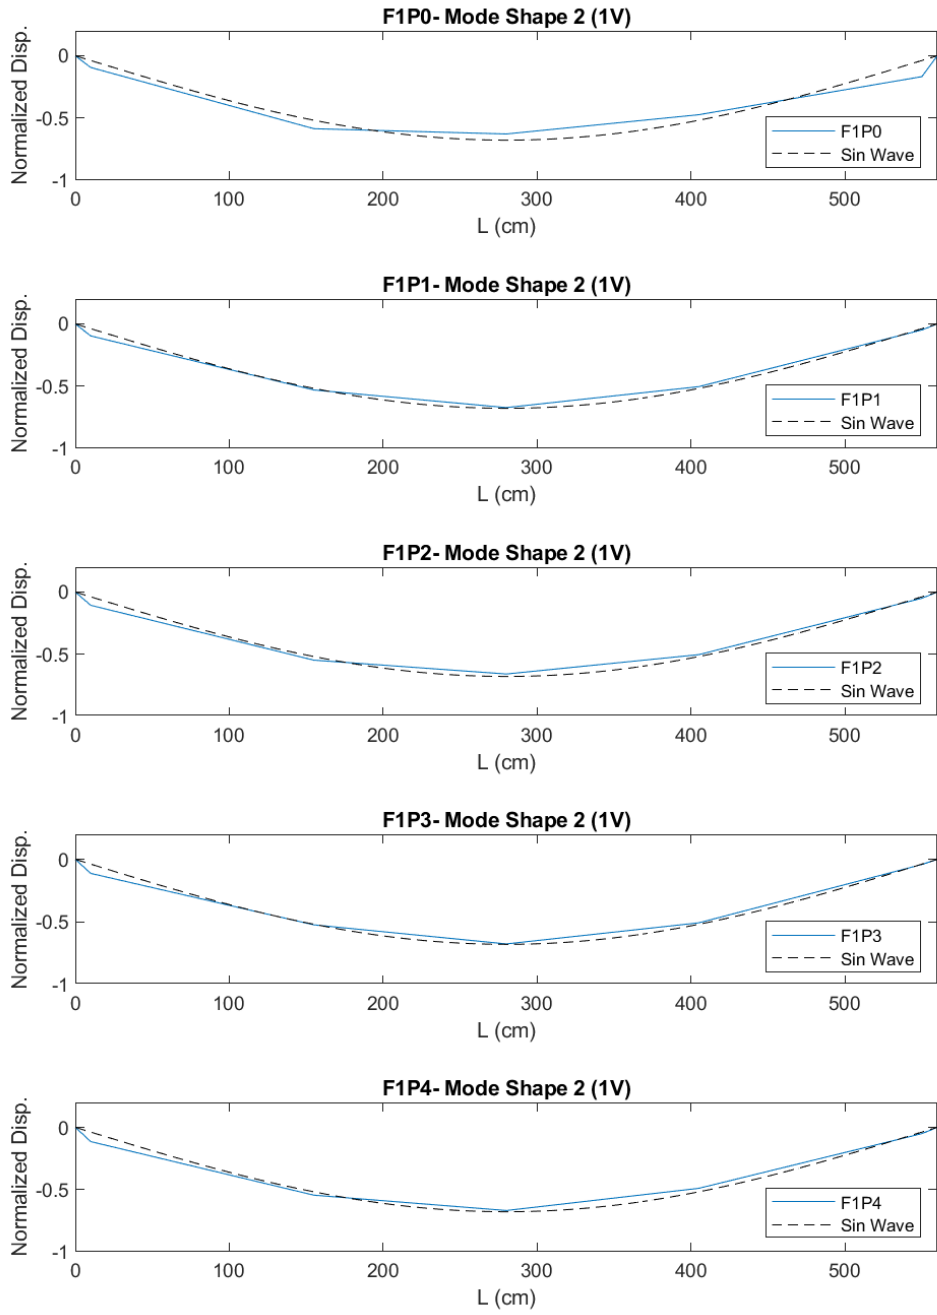 F1P0- Mode Shape 2 (1V)
Normalized Disp.
0
-0.5
-1
F1P0
Sin Wave
0 100 200 300 400 500
L (cm)
F1P1- Mode Shape 2 (1V)
Normalized Disp.
0
-0.5
-1
F1P1
Sin Wave
0 100 200 300 400 500
L (cm)
F1P2- Mode Shape 2 (1V)
Normalized Disp.
0
-0.5
-1
F1P2
Sin Wave
0 100 200 300 400 500
L (cm)
F1P3- Mode Shape 2 (1V)
Normalized Disp.
0
-0.5
-1
F1P3
Sin Wave
0 100 200 300 400 500
L (cm)
F1P4- Mode Shape 2 (1V)
Normalized Disp.
0
-0.5
-1
F1P4
Sin Wave
0 100 200 300 400 500
L (cm)